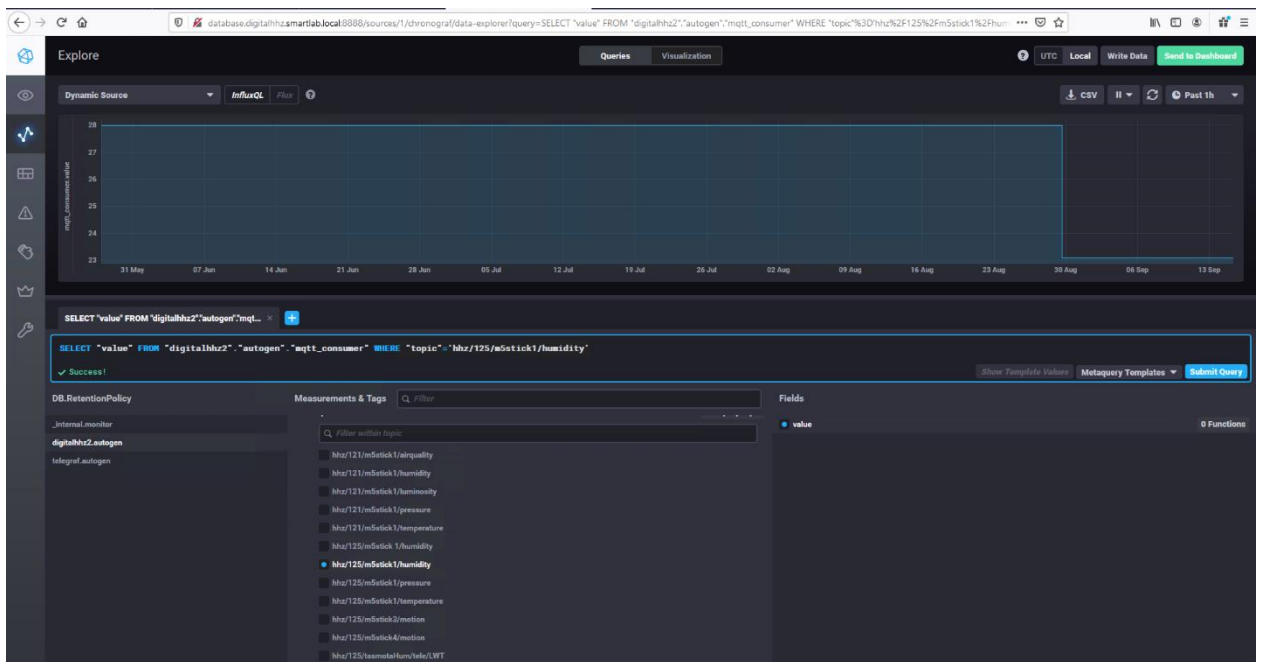 database.digitalhhz.smartlab.local:8888/sources/1/chronograf/data-explorer?query=SELECT "value" FROM "digitalhhz"."autogen"."mqtt_consumer" WHERE "topic"%3D'hhz%2F125%2Fm5stick1%2Fhum
Explore
Queries Visualization
UTC Local Write Data Send to Dashboard
Dynamic Source InfluxQL Flux
CSV Past 1h
mqtt_consumer.value
28
27
26
25
24
23
31 May 07 Jun 14 Jun 21 Jun 28 Jun 05 Jul 12 Jul 19 Jul 26 Jul 02 Aug 09 Aug 16 Aug 23 Aug 30 Aug 06 Sep 13 Sep
SELECT "value" FROM "digitalhhz2"."autogen"."mqt...
SELECT "value" FROM "digitalhhz2"."autogen"."mqtt_consumer" WHERE "topic"='hhz/125/m5stick1/humidity'
Success!
Show Template Values Metaquery Templates Submit Query
DB.RetentionPolicy Measurements & Tags Filter Fields
_internal.monitor
digitalhhz2.autogen
telegraf.autogen
Filter within topic
value 0 Functions
hhz/121/m5stick1/airquality
hhz/121/m5stick1/humidity
hhz/121/m5stick1/luminosity
hhz/121/m5stick1/pressure
hhz/121/m5stick1/temperature
hhz/125/m5stick 1/humidity
hhz/125/m5stick1/humidity
hhz/125/m5stick1/pressure
hhz/125/m5stick1/temperature
hhz/125/m5stick3/motion
hhz/125/m5stick4/motion
hhz/125/tasmotaHum/tele/LWT